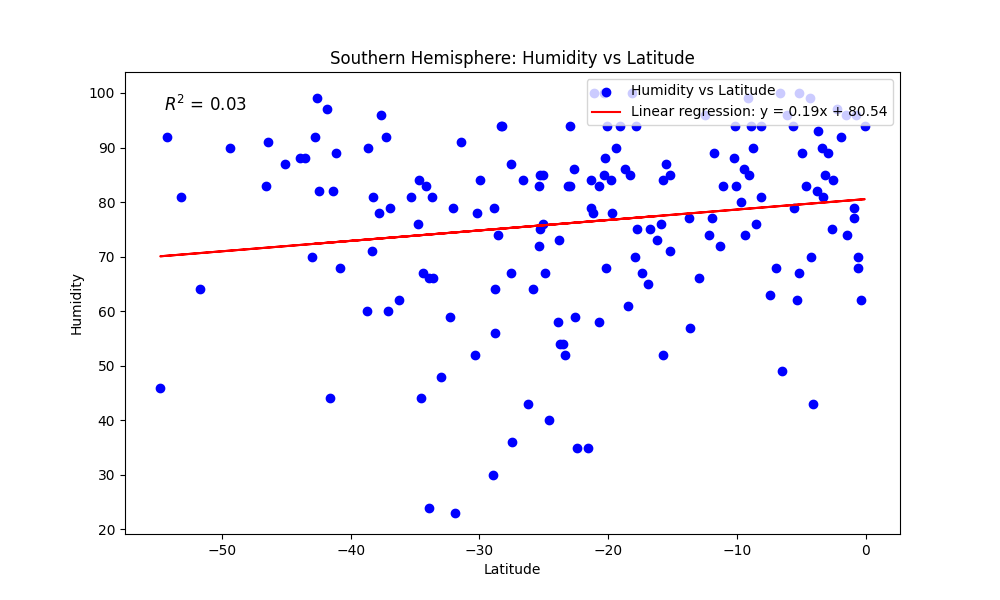 Southern Hemisphere: Humidity vs Latitude
R² = 0.03
Humidity vs Latitude
Linear regression: y = 0.19x + 80.54
100
90
80
70
60
50
40
30
20
Humidity
−50 −40 −30 −20 −10 0
Latitude